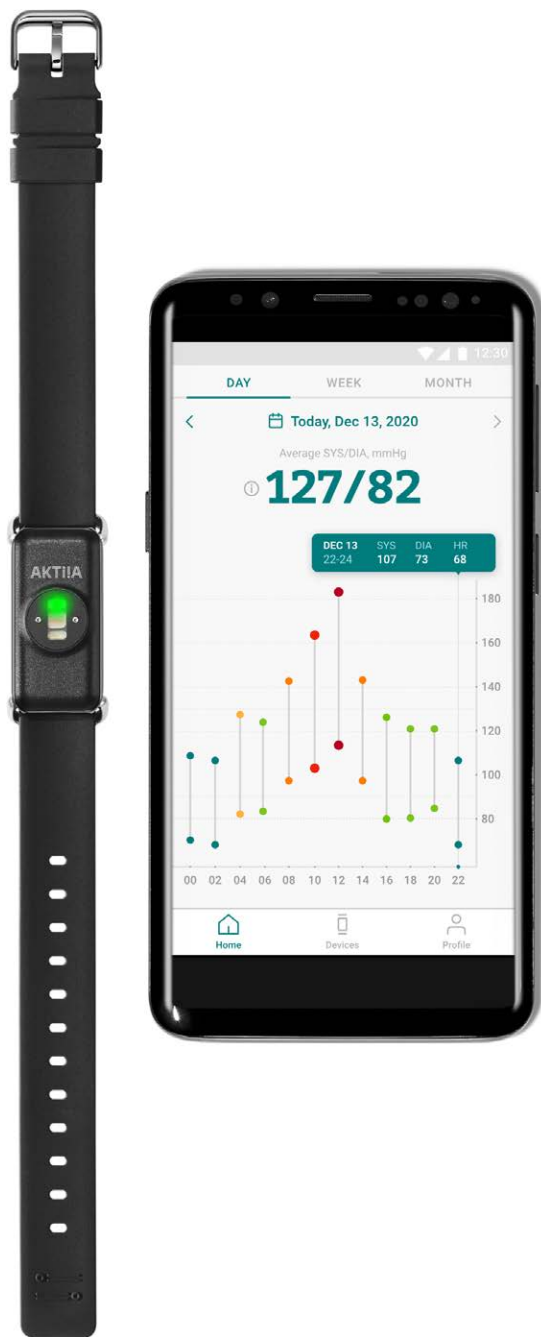 AKTIIA
12:30
DAY WEEK MONTH
Today, Dec 13, 2020
Average SYS/DIA, mmHg
127/82
DEC 13 SYS DIA HR
22-24 107 73 68
180
160
140
120
100
80
00 02 04 06 08 10 12 14 16 18 20 22
Home Devices Profile